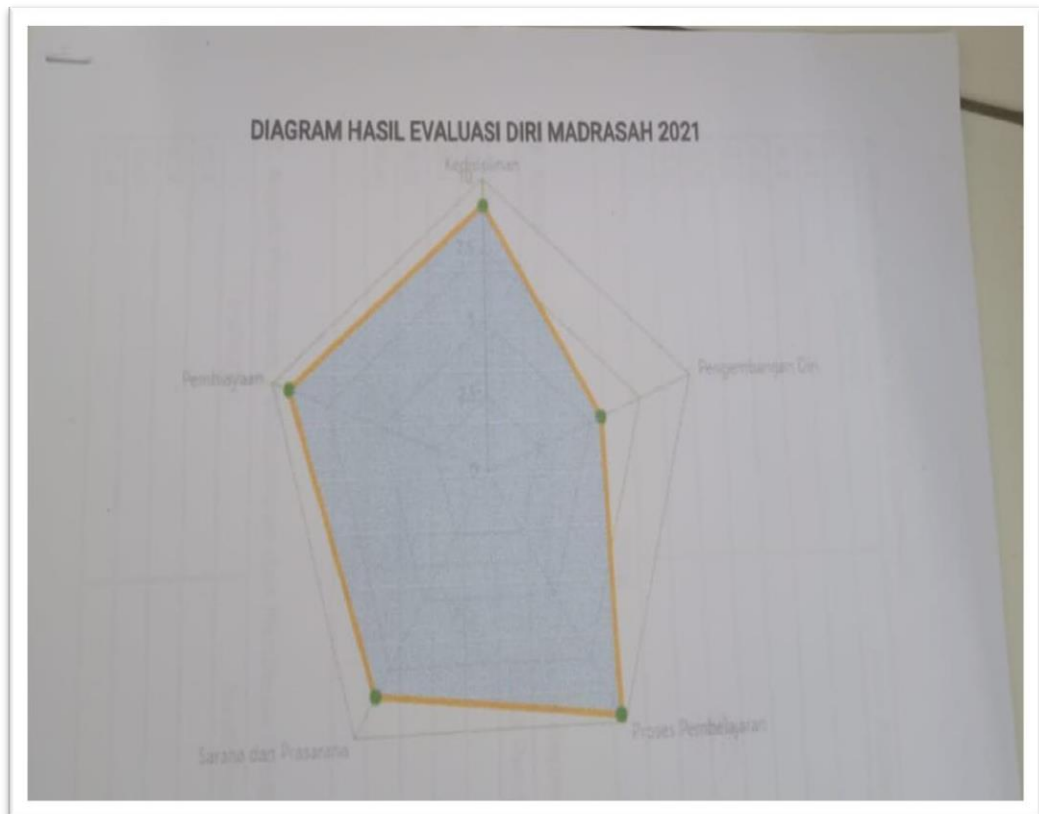 DIAGRAM HASIL EVALUASI DIRI MADRASAH 2021
Kedisiplinan
10
7.5
5
2.5
0
Pengembangan Diri
Pembiayaan
Proses Pembelajaran
Sarana dan Prasarana